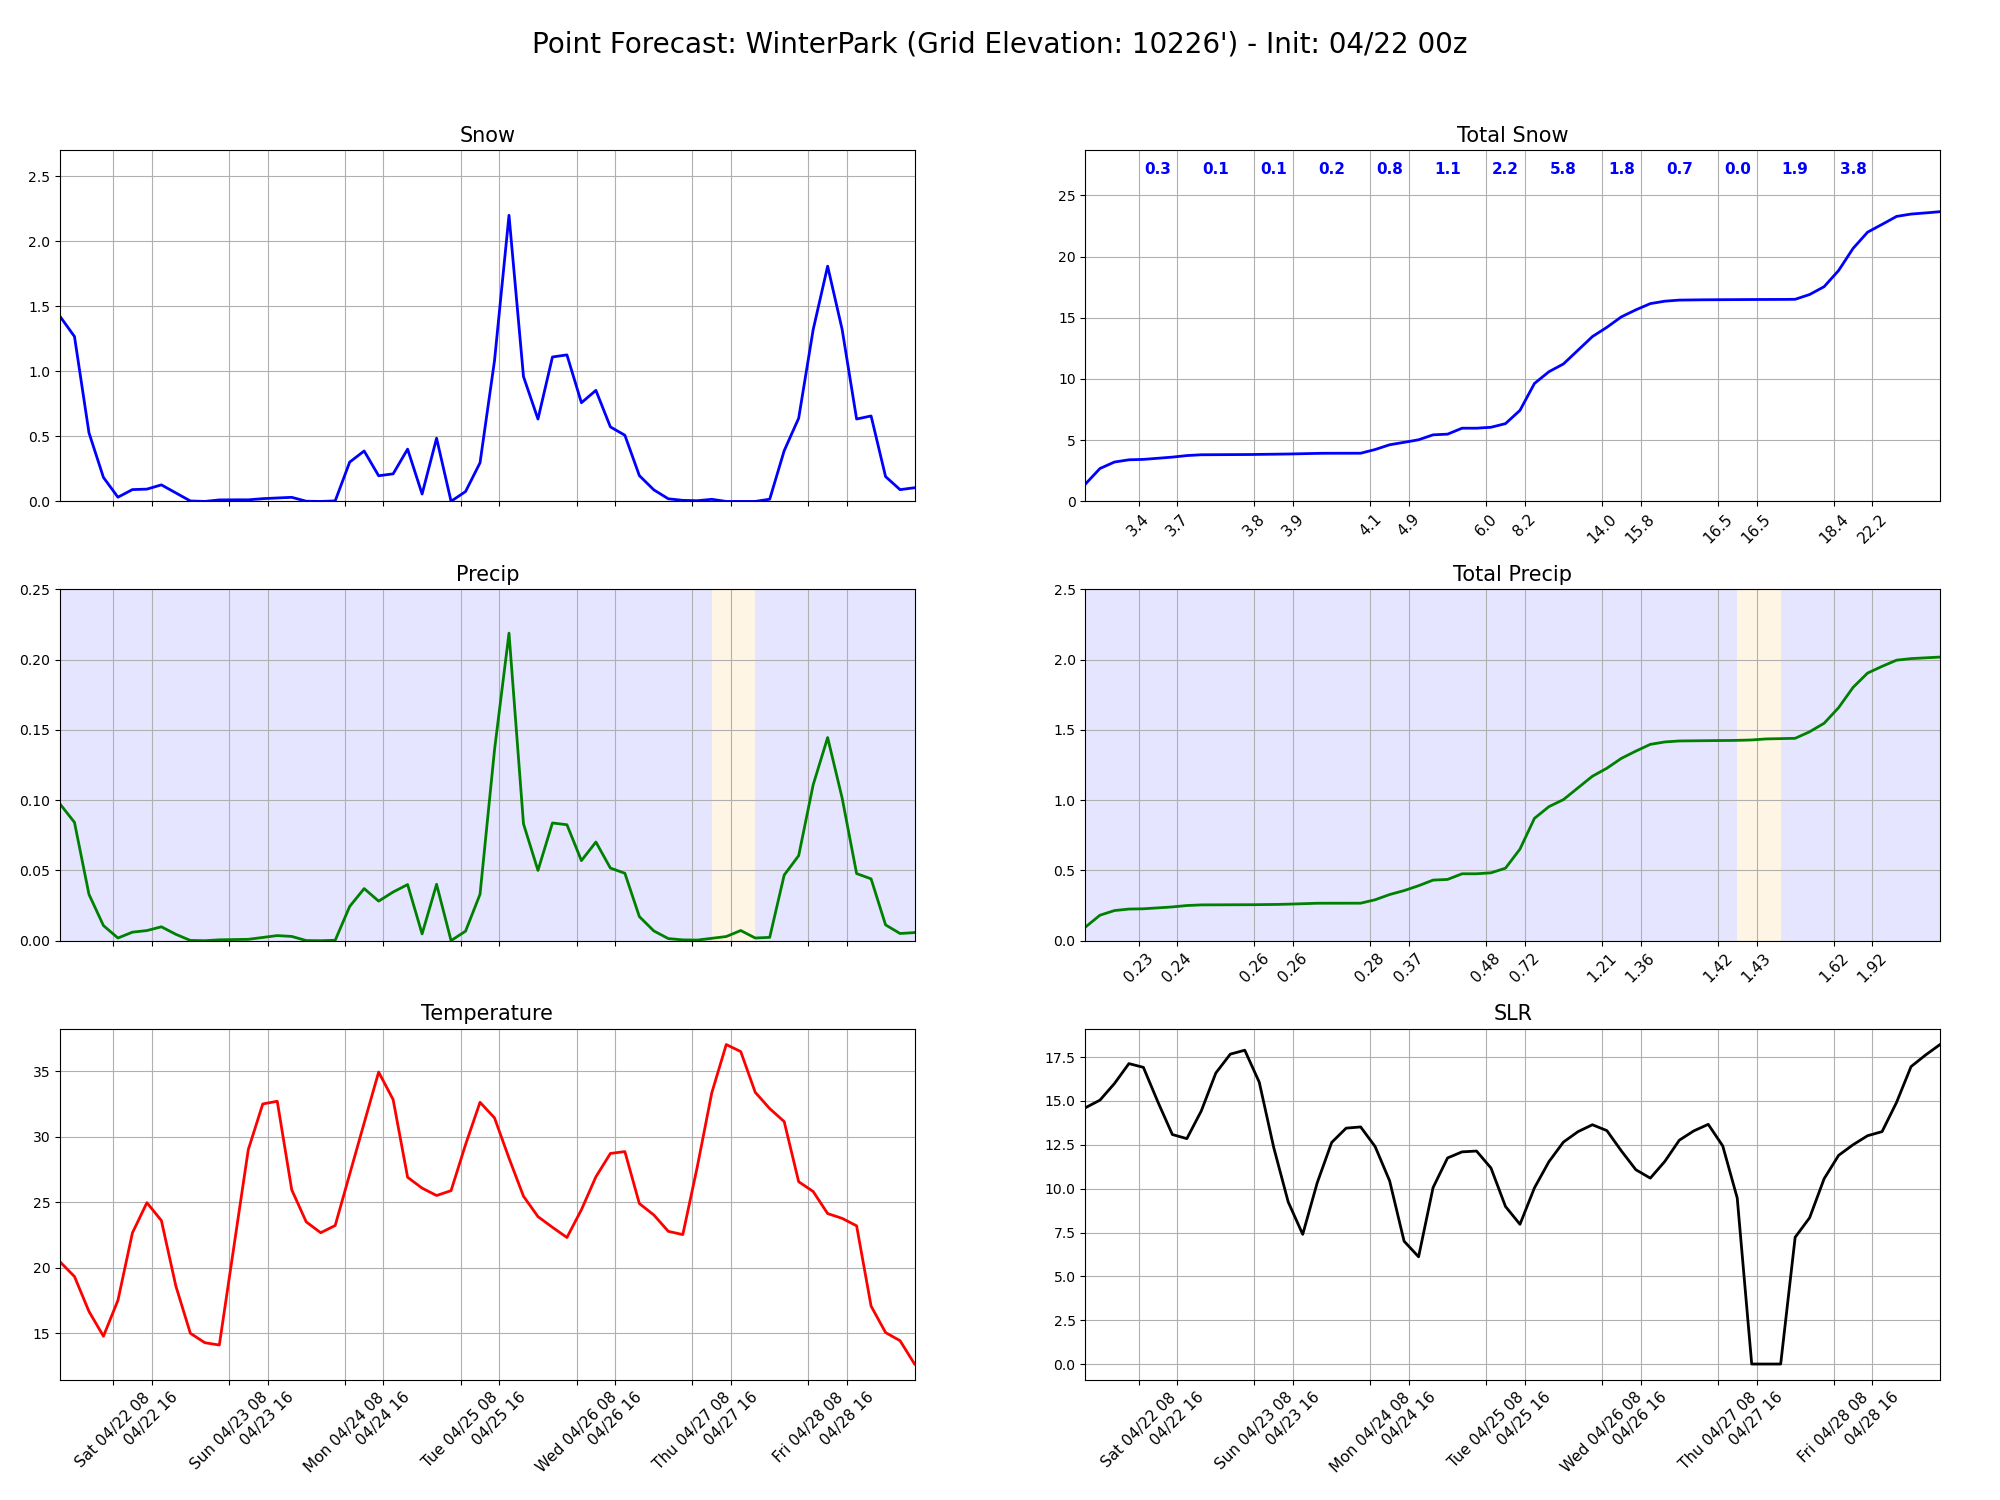 Point Forecast: WinterPark (Grid Elevation: 10226') - Init: 04/22 00z
Snow
2.5
2.0
1.5
1.0
0.5
0.0
Total Snow
0.3 0.1 0.1 0.2 0.8 1.1 2.2 5.8 1.8 0.7 0.0 1.9 3.8
25
20
15
10
5
0
3.4 3.7 3.8 3.9 4.1 4.9 6.0 8.2 14.0 15.8 16.5 16.5 18.4 22.2
Precip
0.25
0.20
0.15
0.10
0.05
0.00
Total Precip
2.5
2.0
1.5
1.0
0.5
0.0
0.23 0.24 0.26 0.26 0.28 0.37 0.48 0.72 1.21 1.36 1.42 1.43 1.62 1.92
Temperature
35
30
25
20
15
Sat 04/22 08
04/22 16
Sun 04/23 08
04/23 16
Mon 04/24 08
04/24 16
Tue 04/25 08
04/25 16
Wed 04/26 08
04/26 16
Thu 04/27 08
04/27 16
Fri 04/28 08
04/28 16
SLR
17.5
15.0
12.5
10.0
7.5
5.0
2.5
0.0
Sat 04/22 08
04/22 16
Sun 04/23 08
04/23 16
Mon 04/24 08
04/24 16
Tue 04/25 08
04/25 16
Wed 04/26 08
04/26 16
Thu 04/27 08
04/27 16
Fri 04/28 08
04/28 16